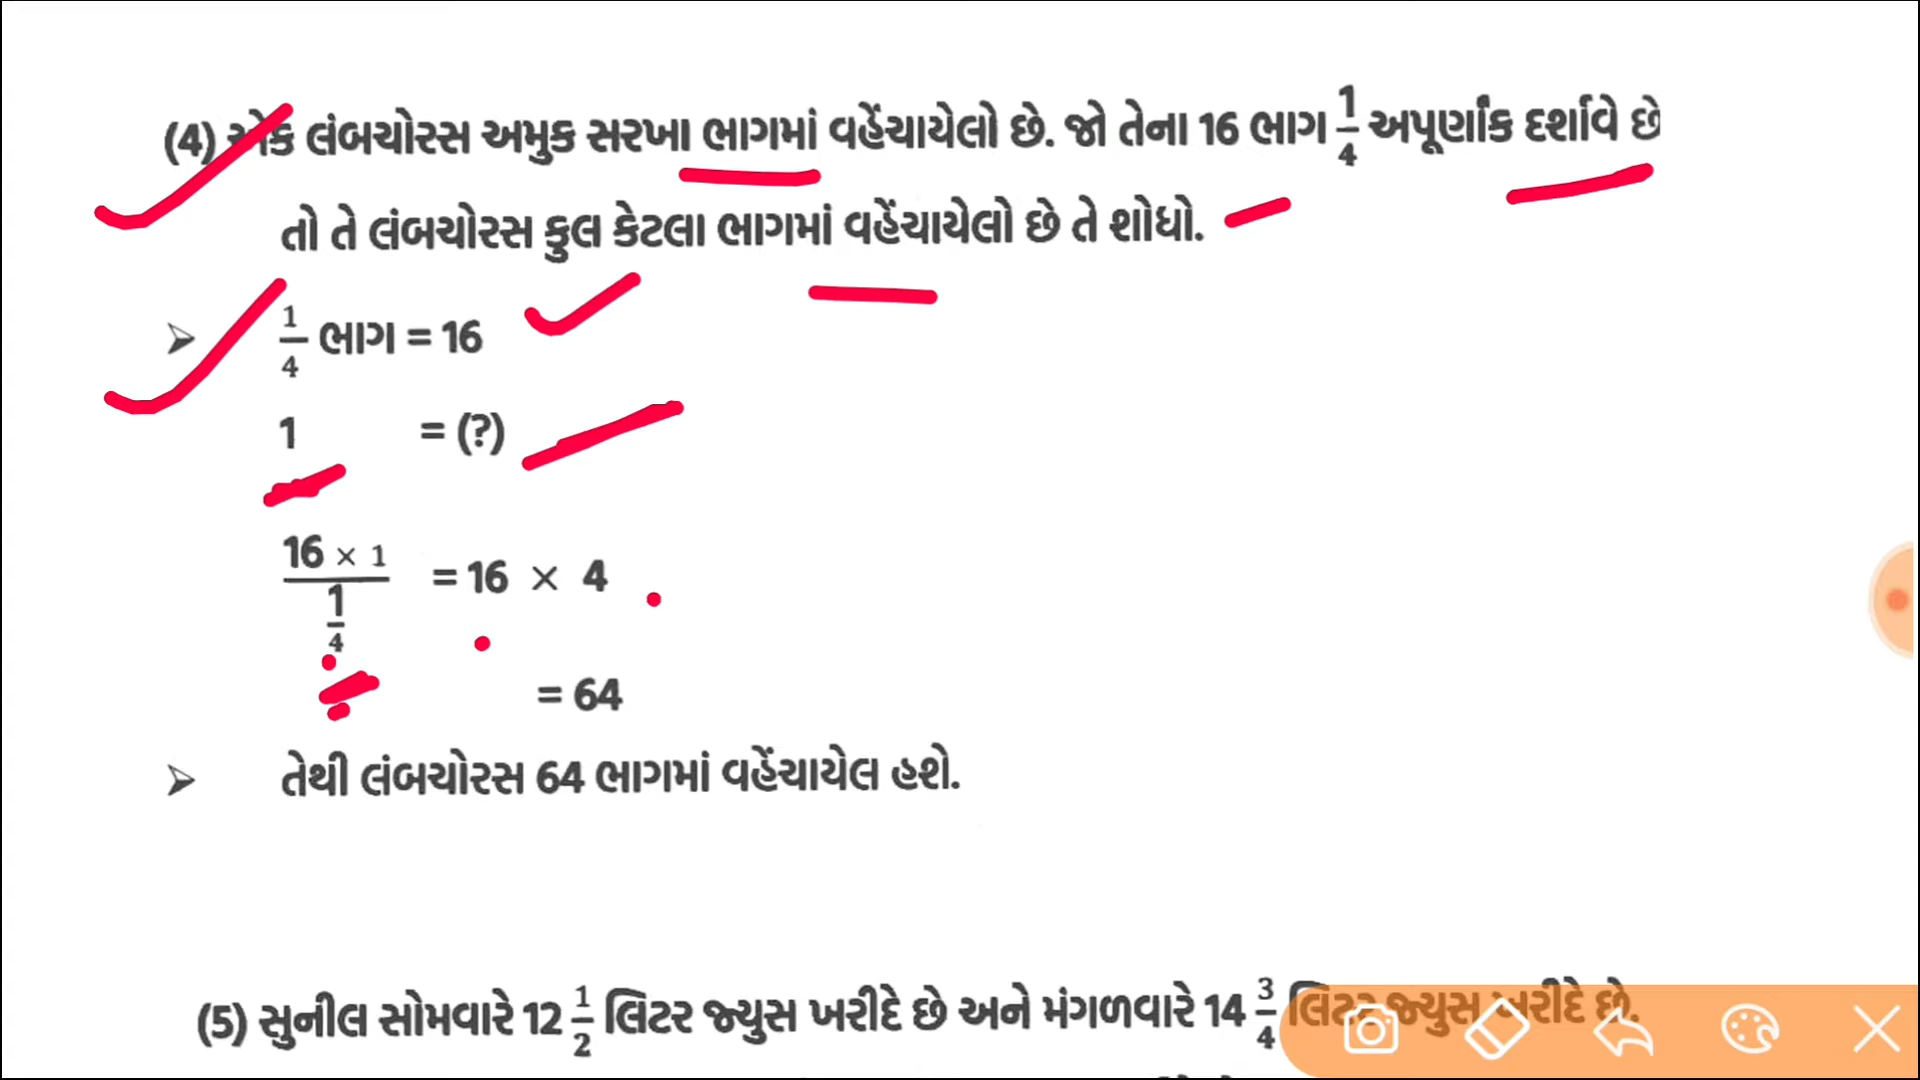 (4) એક લંબચોરસ અમુક સરખા ભાગમાં વહેંચાયેલો છે. જો તેના 16 ભાગ 1/4 અપૂર્ણાંક દર્શાવે છે
તો તે લંબચોરસ કુલ કેટલા ભાગમાં વહેંચાયેલો છે તે શોધો.
➢ 1/4 ભાગ = 16
1 = (?)
(16 × 1)/(1/4) = 16 × 4
= 64
➢ તેથી લંબચોરસ 64 ભાગમાં વહેંચાયેલ હશે.
(5) સુનીલ સોમવારે 12 1/2 લિટર જ્યુસ ખરીદે છે અને મંગળવારે 14 3/4 લિટર જ્યુસ ખરીદે છે.